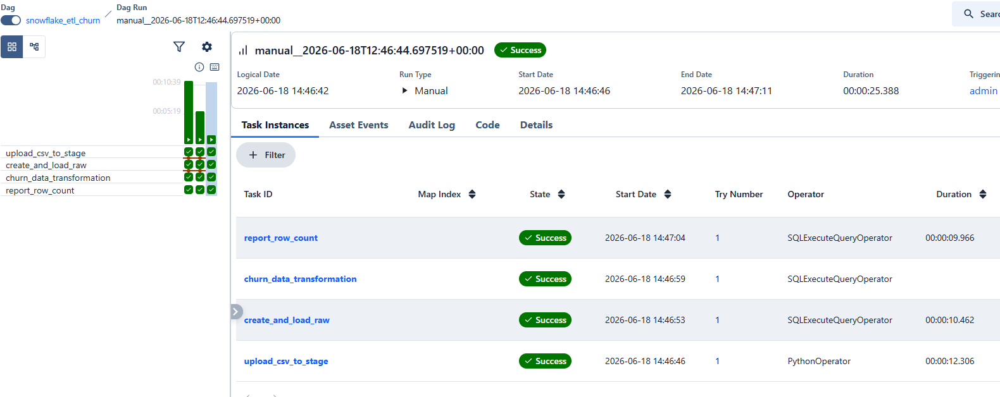 Dag
snowflake_etl_churn
Dag Run
manual__2026-06-18T12:46:44.697519+00:00
00:10:39
00:05:19
upload_csv_to_stage
create_and_load_raw
churn_data_transformation
report_row_count
manual__2026-06-18T12:46:44.697519+00:00 Success
Logical Date Run Type Start Date End Date Duration
2026-06-18 14:46:42 Manual 2026-06-18 14:46:46 2026-06-18 14:47:11 00:00:25.388 admin
Task Instances Asset Events Audit Log Code Details
Filter
Task ID Map Index State Start Date Try Number Operator Duration
report_row_count Success 2026-06-18 14:47:04 1 SQLExecuteQueryOperator 00:00:09.966
churn_data_transformation Success 2026-06-18 14:46:59 1 SQLExecuteQueryOperator
create_and_load_raw Success 2026-06-18 14:46:53 1 SQLExecuteQueryOperator 00:00:10.462
upload_csv_to_stage Success 2026-06-18 14:46:46 1 PythonOperator 00:00:12.306